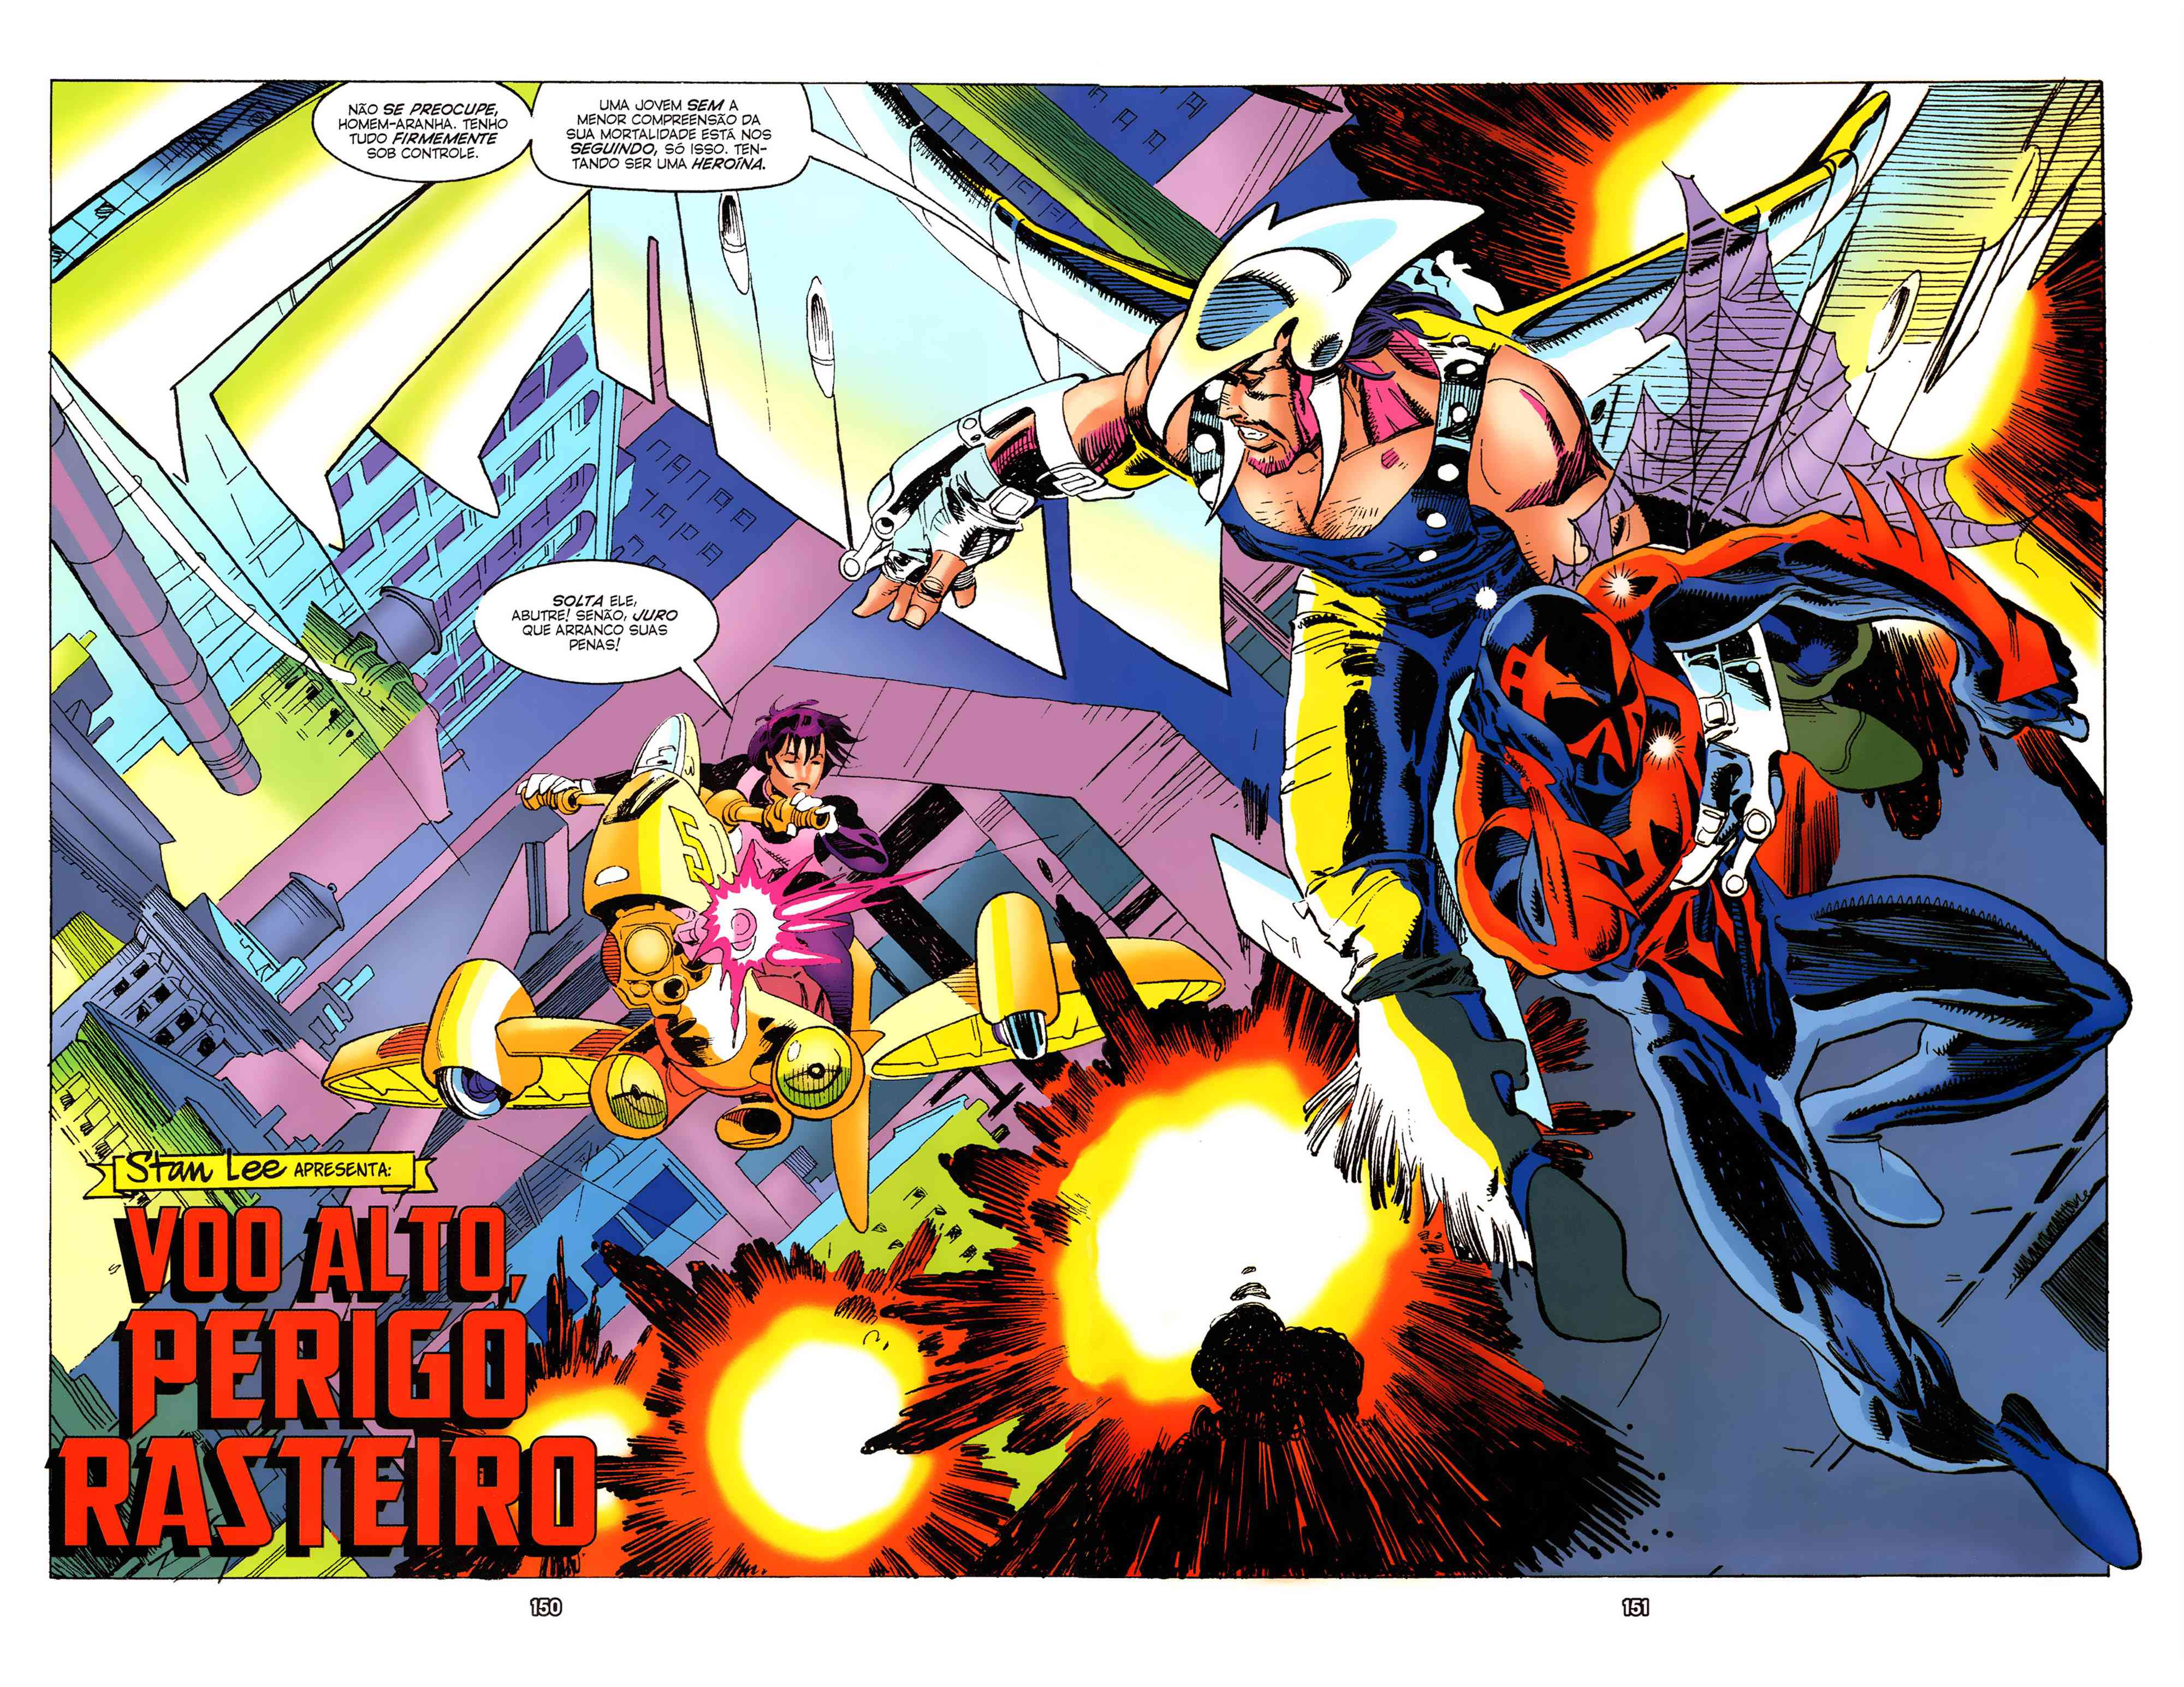 NÃO SE PREOCUPE,
HOMEM-ARANHA. TENHO
TUDO FIRMEMENTE
SOB CONTROLE.
UMA JOVEM SEM A
MENOR COMPREENSÃO DA
SUA MORTALIDADE ESTÁ NOS
SEGUINDO, SÓ ISSO. TEN-
TANDO SER UMA HEROÍNA.
SOLTA ELE,
ABUTRE! SENÃO, JURO
QUE ARRANCO SUAS
PENAS!
5
Stan Lee APRESENTA:
VOO ALTO,
PERIGO
RASTEIRO
150
151